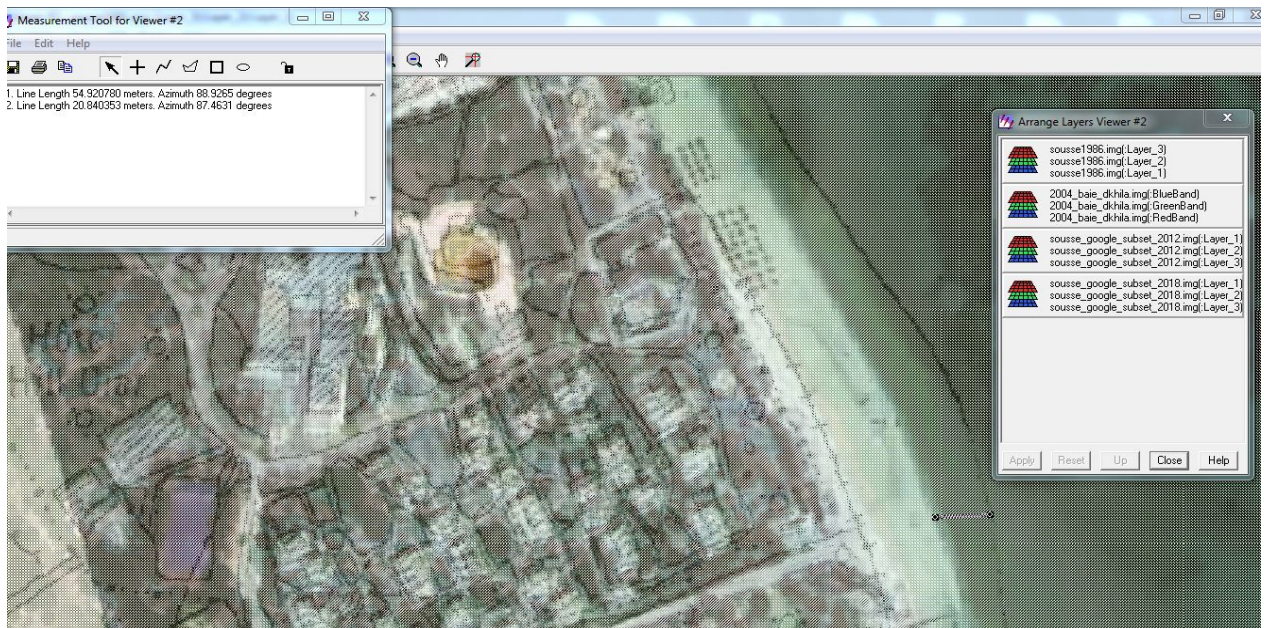 Measurement Tool for Viewer #2
File Edit Help
1. Line Length 54.920780 meters. Azimuth 88.9265 degrees
2. Line Length 20.840353 meters. Azimuth 87.4631 degrees
Arrange Layers Viewer #2
sousse1986.img(:Layer_3)
sousse1986.img(:Layer_2)
sousse1986.img(:Layer_1)
2004_baie_dkhila.img(:BlueBand)
2004_baie_dkhila.img(:GreenBand)
2004_baie_dkhila.img(:RedBand)
sousse_google_subset_2012.img(:Layer_1)
sousse_google_subset_2012.img(:Layer_2)
sousse_google_subset_2012.img(:Layer_3)
sousse_google_subset_2018.img(:Layer_1)
sousse_google_subset_2018.img(:Layer_2)
sousse_google_subset_2018.img(:Layer_3)
Apply Reset Up Close Help